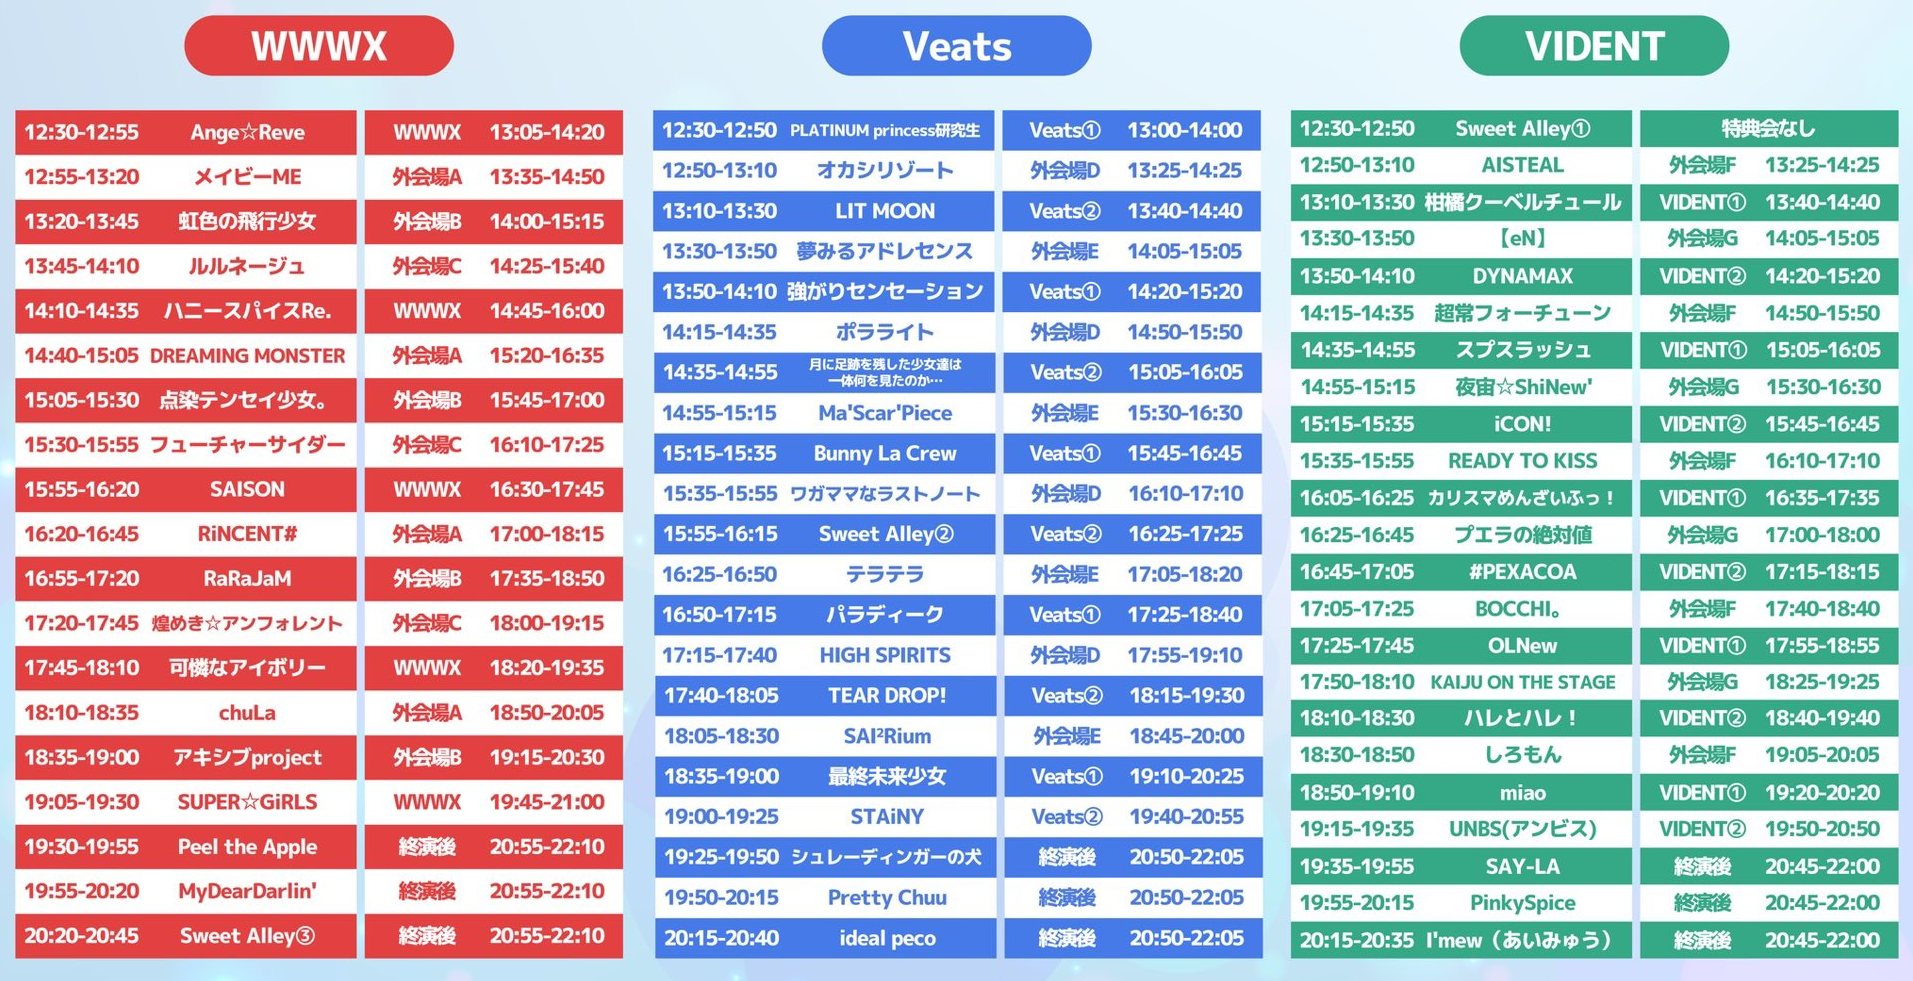 WWWX
12:30-12:55 Ange☆Reve WWWX 13:05-14:20
12:55-13:20 メイビーME 外会場A 13:35-14:50
13:20-13:45 虹色の飛行少女 外会場B 14:00-15:15
13:45-14:10 ルルネージュ 外会場C 14:25-15:40
14:10-14:35 ハニースパイスRe. WWWX 14:45-16:00
14:40-15:05 DREAMING MONSTER 外会場A 15:20-16:35
15:05-15:30 点染テンセイ少女。 外会場B 15:45-17:00
15:30-15:55 フューチャーサイダー 外会場C 16:10-17:25
15:55-16:20 SAISON WWWX 16:30-17:45
16:20-16:45 RiNCENT# 外会場A 17:00-18:15
16:55-17:20 RaRaJaM 外会場B 17:35-18:50
17:20-17:45 煌めき☆アンフォレント 外会場C 18:00-19:15
17:45-18:10 可憐なアイボリー WWWX 18:20-19:35
18:10-18:35 chuLa 外会場A 18:50-20:05
18:35-19:00 アキシブproject 外会場B 19:15-20:30
19:05-19:30 SUPER☆GiRLS WWWX 19:45-21:00
19:30-19:55 Peel the Apple 終演後 20:55-22:10
19:55-20:20 MyDearDarlin' 終演後 20:55-22:10
20:20-20:45 Sweet Alley③ 終演後 20:55-22:10
Veats
12:30-12:50 PLATINUM princess研究生 Veats① 13:00-14:00
12:50-13:10 オカシリゾート 外会場D 13:25-14:25
13:10-13:30 LIT MOON Veats② 13:40-14:40
13:30-13:50 夢みるアドレセンス 外会場E 14:05-15:05
13:50-14:10 強がりセンセーション Veats① 14:20-15:20
14:15-14:35 ポラライト 外会場D 14:50-15:50
14:35-14:55 月に足跡を残した少女達は
一体何を見たのか… Veats② 15:05-16:05
14:55-15:15 Ma'Scar'Piece 外会場E 15:30-16:30
15:15-15:35 Bunny La Crew Veats① 15:45-16:45
15:35-15:55 ワガママなラストノート 外会場D 16:10-17:10
15:55-16:15 Sweet Alley② Veats② 16:25-17:25
16:25-16:50 テラテラ 外会場E 17:05-18:20
16:50-17:15 パラディーク Veats① 17:25-18:40
17:15-17:40 HIGH SPIRITS 外会場D 17:55-19:10
17:40-18:05 TEAR DROP! Veats② 18:15-19:30
18:05-18:30 SAI²Rium 外会場E 18:45-20:00
18:35-19:00 最終未来少女 Veats① 19:10-20:25
19:00-19:25 STAiNY Veats② 19:40-20:55
19:25-19:50 シュレーディンガーの犬 終演後 20:50-22:05
19:50-20:15 Pretty Chuu 終演後 20:50-22:05
20:15-20:40 ideal peco 終演後 20:50-22:05
VIDENT
12:30-12:50 Sweet Alley① 特典会なし
12:50-13:10 AISTEAL 外会場F 13:25-14:25
13:10-13:30 柑橘クーベルチュール VIDENT① 13:40-14:40
13:30-13:50 【eN】 外会場G 14:05-15:05
13:50-14:10 DYNAMAX VIDENT② 14:20-15:20
14:15-14:35 超常フォーチューン 外会場F 14:50-15:50
14:35-14:55 スプスラッシュ VIDENT① 15:05-16:05
14:55-15:15 夜宙☆ShiNew' 外会場G 15:30-16:30
15:15-15:35 iCON! VIDENT② 15:45-16:45
15:35-15:55 READY TO KISS 外会場F 16:10-17:10
16:05-16:25 カリスマめんざいふっ! VIDENT① 16:35-17:35
16:25-16:45 プエラの絶対値 外会場G 17:00-18:00
16:45-17:05 #PEXACOA VIDENT② 17:15-18:15
17:05-17:25 BOCCHI。 外会場F 17:40-18:40
17:25-17:45 OLNew VIDENT① 17:55-18:55
17:50-18:10 KAIJU ON THE STAGE 外会場G 18:25-19:25
18:10-18:30 ハレとハレ! VIDENT② 18:40-19:40
18:30-18:50 しろもん 外会場F 19:05-20:05
18:50-19:10 miao VIDENT① 19:20-20:20
19:15-19:35 UNBS(アンビス) VIDENT② 19:50-20:50
19:35-19:55 SAY-LA 終演後 20:45-22:00
19:55-20:15 PinkySpice 終演後 20:45-22:00
20:15-20:35 I'mew（あいみゅう） 終演後 20:45-22:00